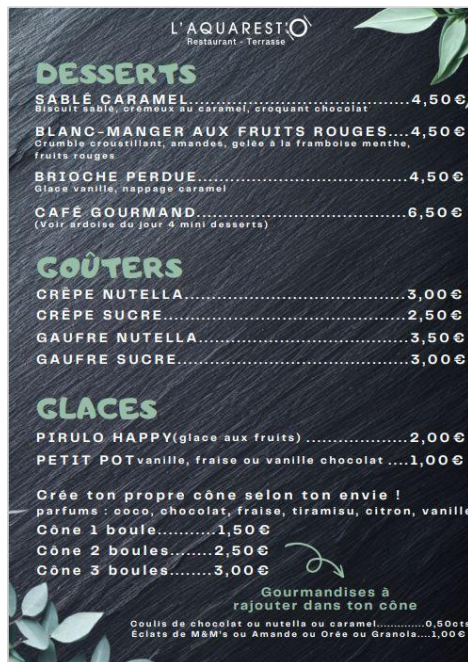 L'AQUAREST'O
Restaurant - Terrasse
DESSERTS
SABLÉ CARAMEL.......................................4,50€
Biscuit sablé, crémeux au caramel, croquant chocolat
BLANC-MANGER AUX FRUITS ROUGES....4,50€
Crumble croustillant, amandes, gelée à la framboise menthe,
fruits rouges
BRIOCHE PERDUE......................................4,50€
Glace vanille, nappage caramel
CAFÉ GOURMAND.....................................6,50€
(Voir ardoise du jour 4 mini desserts)
GOÛTERS
CRÊPE NUTELLA.......................................3,00€
CRÊPE SUCRE...........................................2,50€
GAUFRE NUTELLA.....................................3,50€
GAUFRE SUCRE.........................................3,00€
GLACES
PIRULO HAPPY(glace aux fruits) ..................2,00€
PETIT POT vanille, fraise ou vanille chocolat ....1,00€
Crée ton propre cône selon ton envie !
parfums : coco, chocolat, fraise, tiramisu, citron, vanille
Cône 1 boule...........1,50€
Cône 2 boules........2,50€
Cône 3 boules........3,00€
Gourmandises à
rajouter dans ton cône
Coulis de chocolat ou nutella ou caramel.............0,50cts
Éclats de M&M's ou Amande ou Orée ou Granola....1,00€